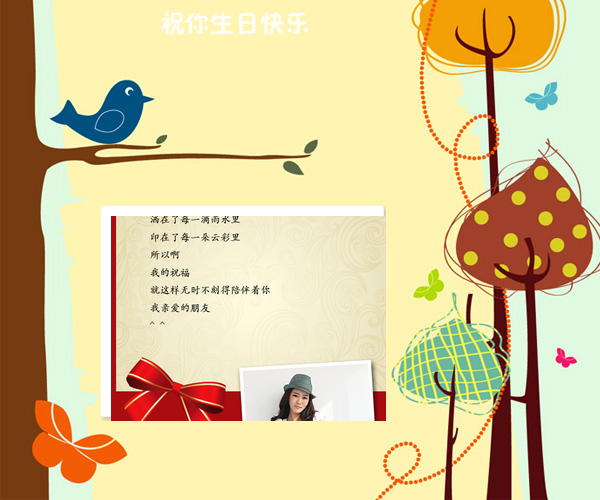 祝你生日快乐
洒在了每一滴雨水里
印在了每一朵云彩里
所以啊
我的祝福
就这样无时不刻得陪伴着你
我亲爱的朋友
^ ^